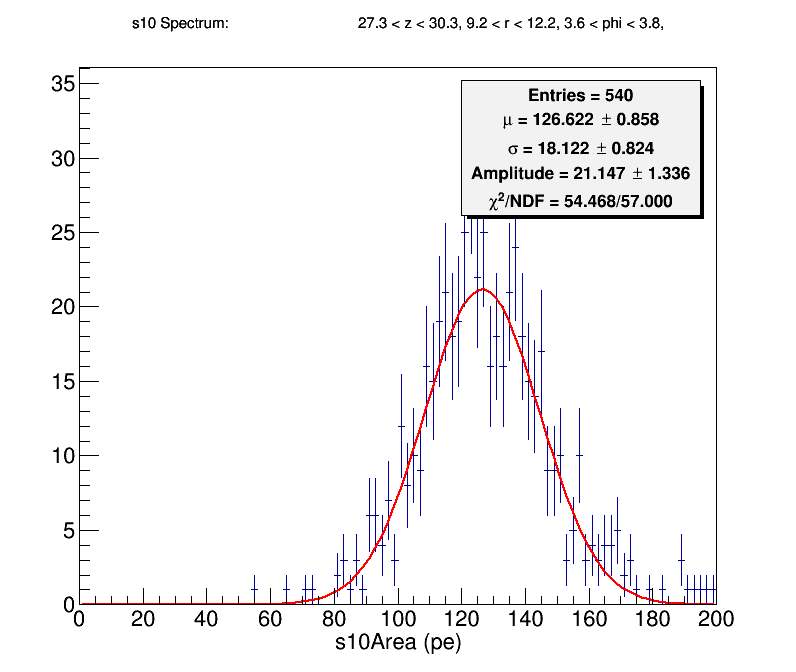 s10 Spectrum: 27.3 < z < 30.3, 9.2 < r < 12.2, 3.6 < phi < 3.8,
Entries = 540
μ = 126.622 ± 0.858
σ = 18.122 ± 0.824
Amplitude = 21.147 ± 1.336
χ²/NDF = 54.468/57.000
35
30
25
20
15
10
5
0
0 20 40 60 80 100 120 140 160 180 200
s10Area (pe)